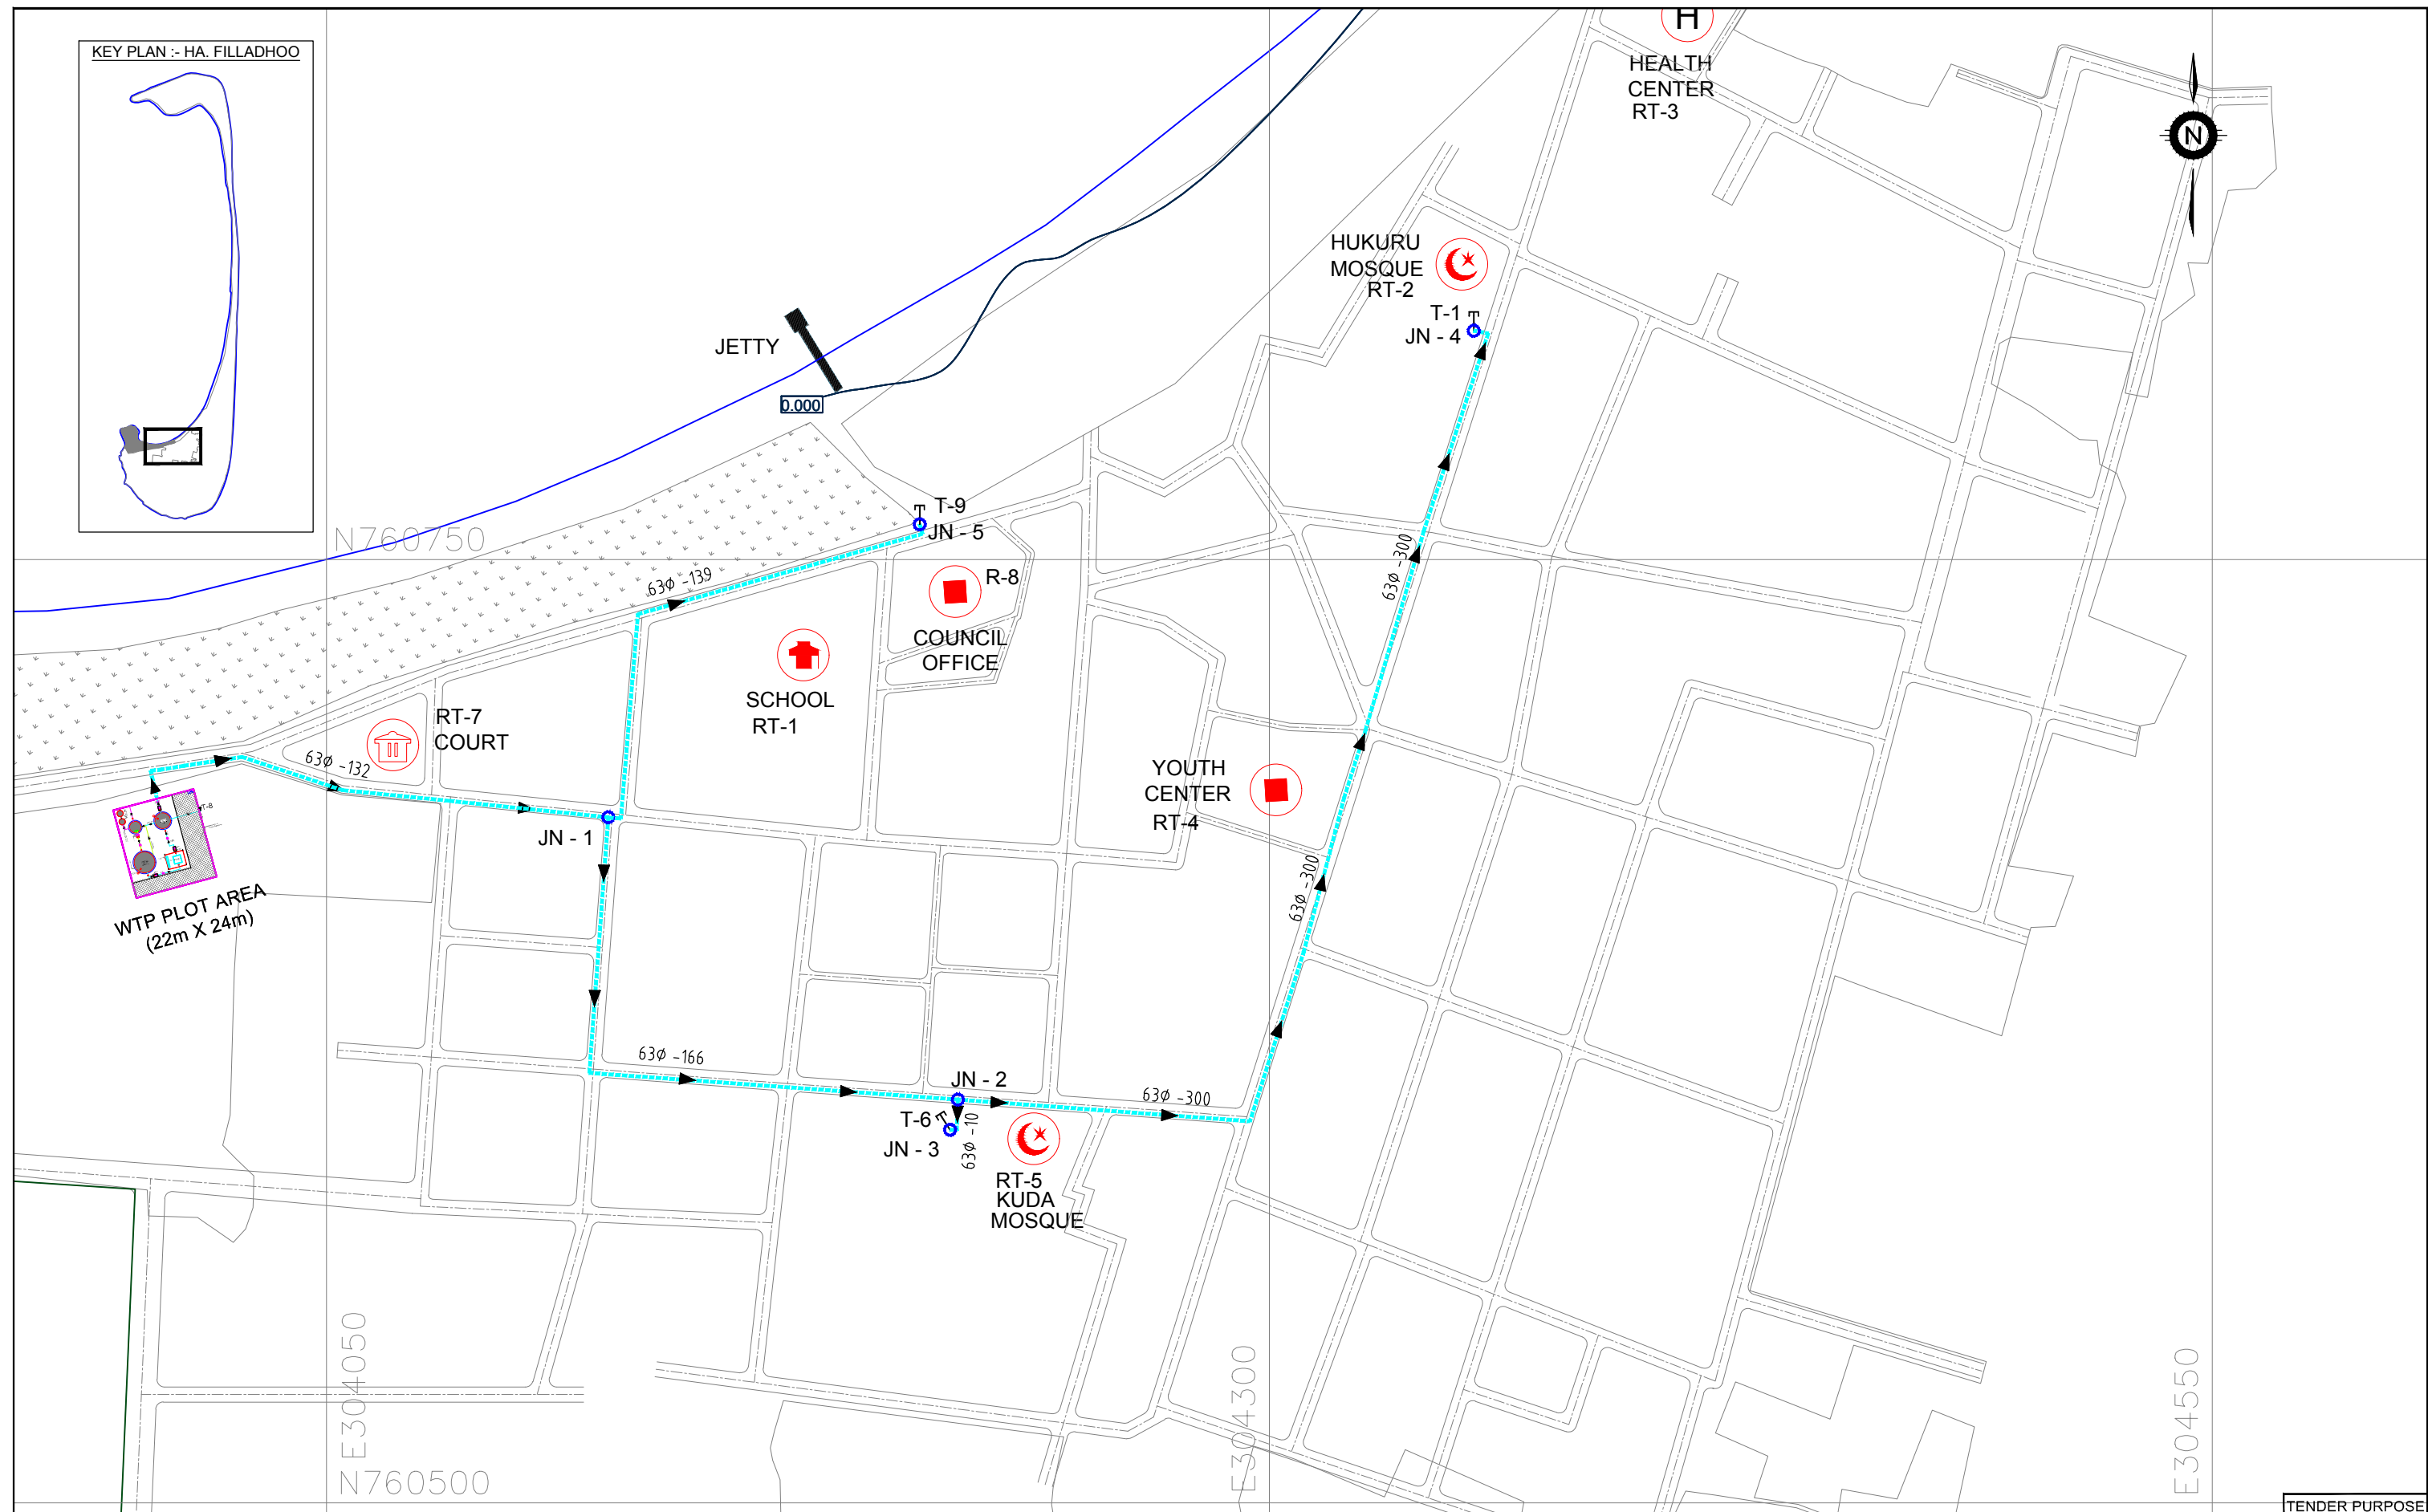 KEY PLAN :- HA. FILLADHOO
H
HEALTH
CENTER
RT-3
N
HUKURU
MOSQUE
RT-2
T-1
JN - 4
JETTY
0.000
T-9
JN - 5
N760750
63Ø -139
63Ø -300
R-8
COUNCIL
OFFICE
SCHOOL
RT-1
RT-7
COURT
63Ø -132
YOUTH
CENTER
RT-4
T-8
JN - 1
63Ø -300
WTP PLOT AREA
(22m X 24m)
63Ø -166
JN - 2
63Ø -300
T-6
JN - 3
63Ø -10
RT-5
KUDA
MOSQUE
E304050
E304300
E304550
N760500
TENDER PURPOSE